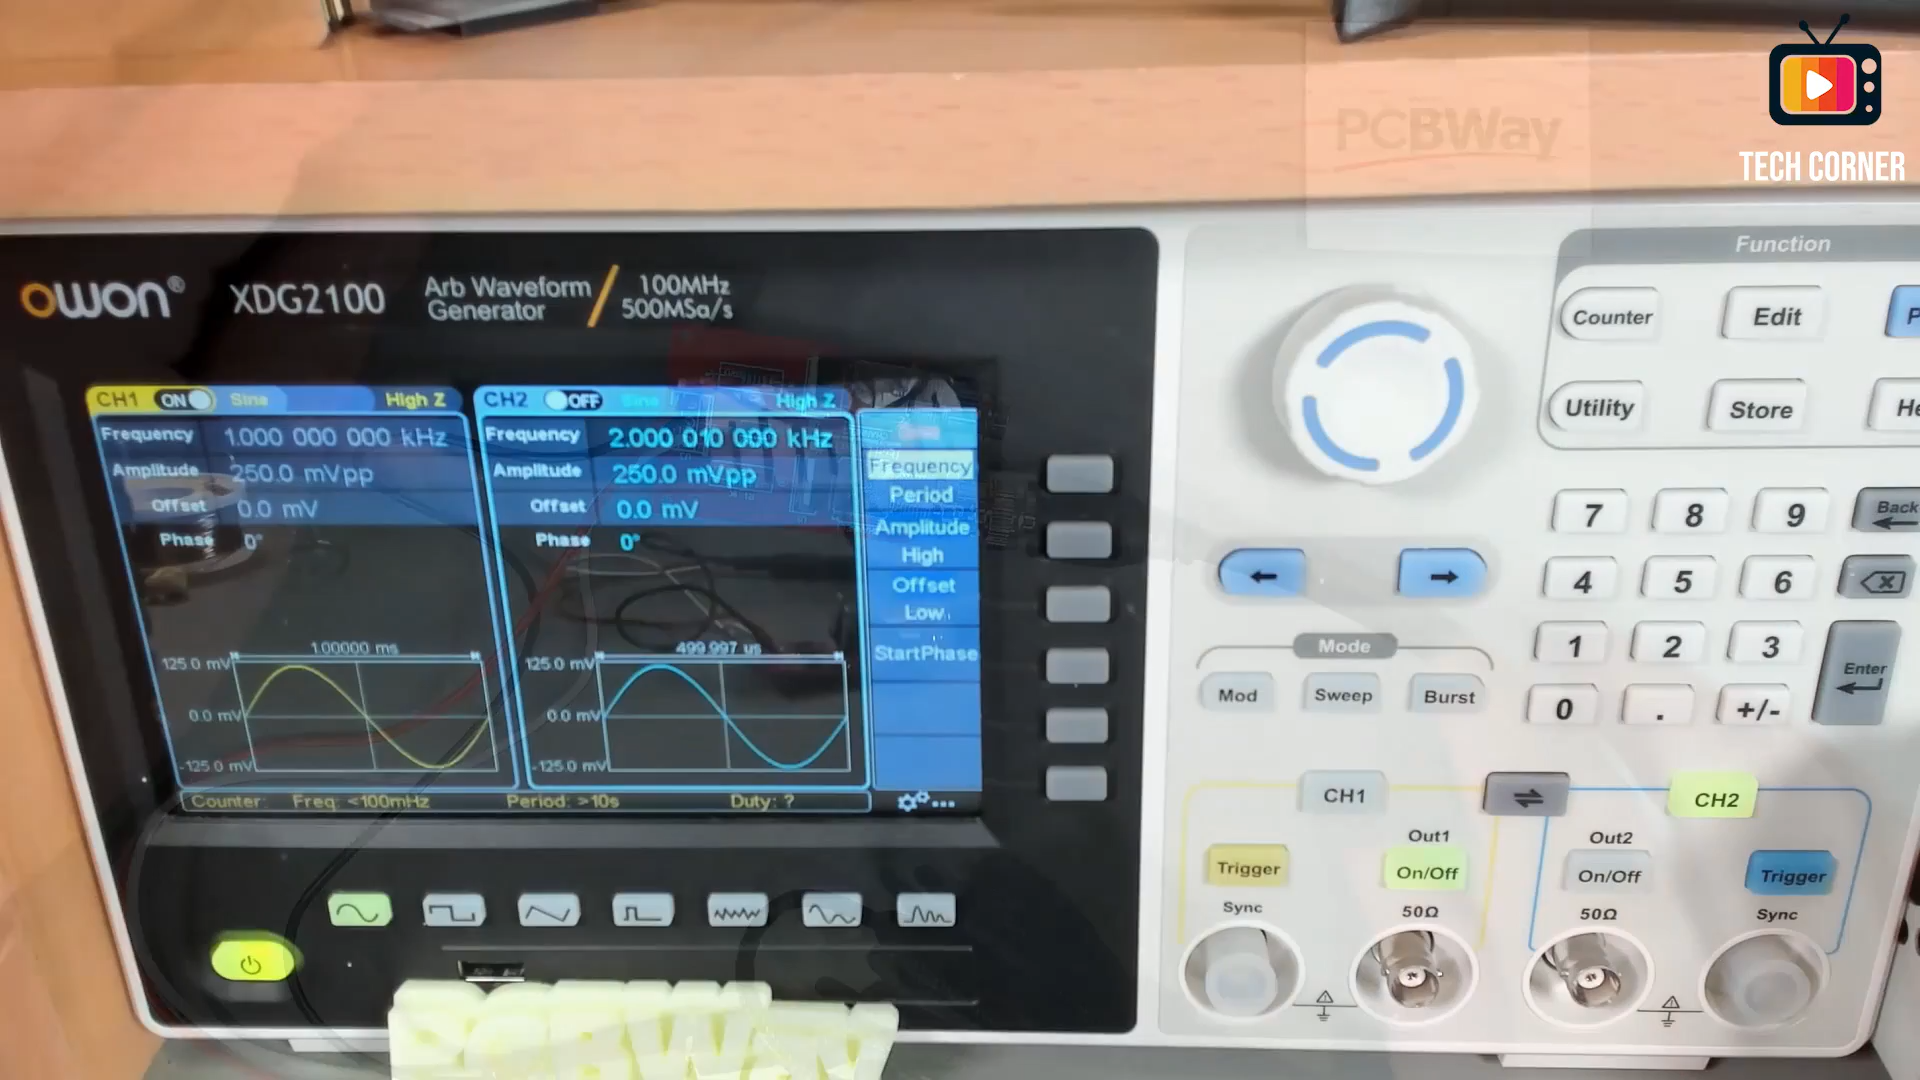 PCBWay
TECH CORNER
owon®
XDG2100
Arb Waveform
Generator
100MHz
500MSa/s
CH1 ON Sine High Z
Frequency 1.000 000 000 kHz
Amplitude 250.0 mVpp
Offset 0.0 mV
Phase 0°
1.00000 ms
125.0 mV
0.0 mV
-125.0 mV
CH2 OFF Sine High Z
Frequency 2.000 010 000 kHz
Amplitude 250.0 mVpp
Offset 0.0 mV
Phase 0°
499.997 us
125.0 mV
0.0 mV
-125.0 mV
Frequency
Period
Amplitude
High
Offset
Low
StartPhase
Counter: Freq: <100mHz Period: >10s Duty: ?
Function
Counter
Edit
Utility
Store
7 8 9 Back
4 5 6
1 2 3 Enter
0 . +/-
Mode
Mod
Sweep
Burst
CH1
CH2
Out1
Out2
Trigger
On/Off
On/Off
Trigger
Sync
50Ω
50Ω
Sync